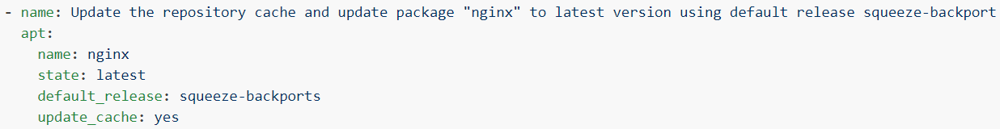 - name: Update the repository cache and update package "nginx" to latest version using default release squeeze-backport
  apt:
    name: nginx
    state: latest
    default_release: squeeze-backports
    update_cache: yes